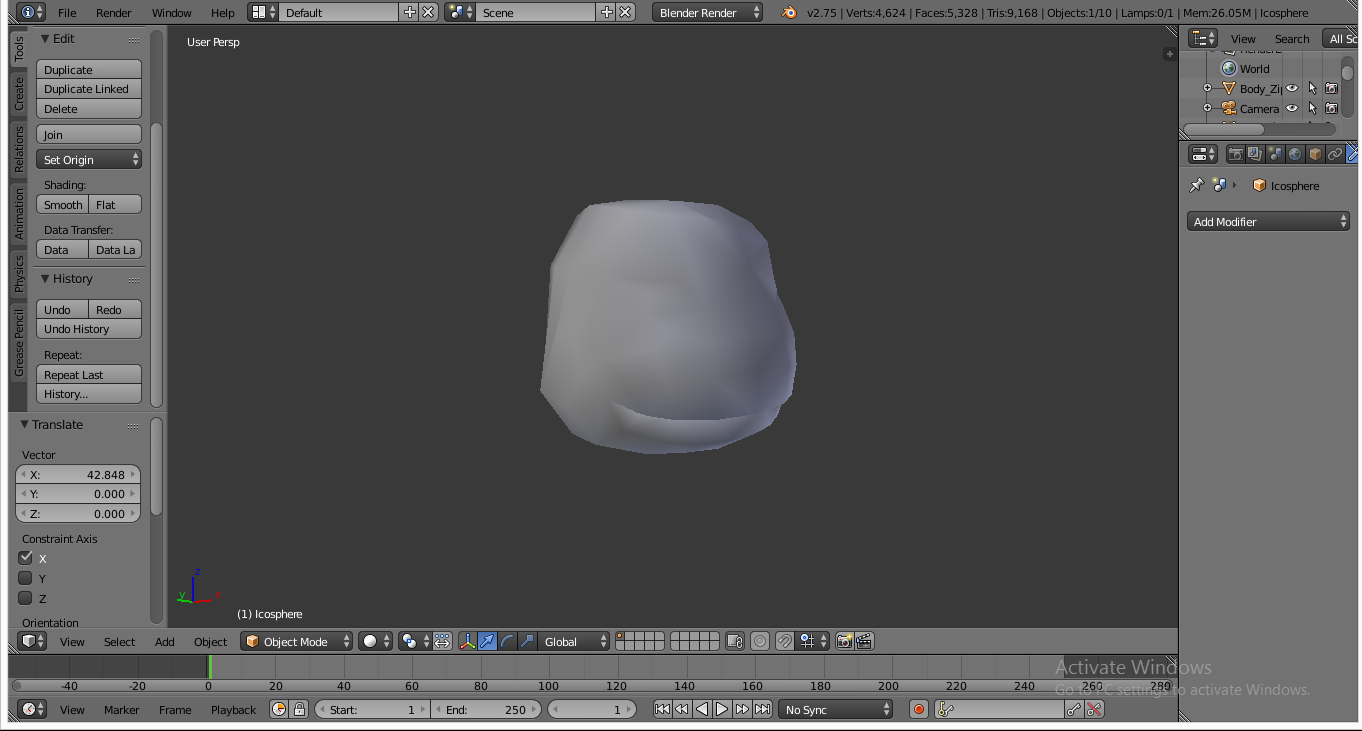 File Render Window Help Default Scene Blender Render v2.75 | Verts:4,624 | Faces:5,328 | Tris:9,168 | Objects:1/10 | Lamps:0/1 | Mem:26.05M | Icosphere
Tools
Create
Relations
Animation
Physics
Grease Pencil
Edit
Duplicate
Duplicate Linked
Delete
Join
Set Origin
Shading:
Smooth Flat
Data Transfer:
Data Data La
History
Undo Redo
Undo History
Repeat:
Repeat Last
History...
Translate
Vector
X: 42.848
Y: 0.000
Z: 0.000
Constraint Axis
X
Y
Z
Orientation
User Persp
z
y x
(1) Icosphere
View Search All Sc
World
Body_Zi
Camera
Icosphere
Add Modifier
View Select Add Object Object Mode Global
-40 -20 0 20 40 60 80 100 120 140 160 180 200 220 240 260 280
View Marker Frame Playback Start: 1 End: 250 1 No Sync
Activate Windows
Go to PC settings to activate Windows.